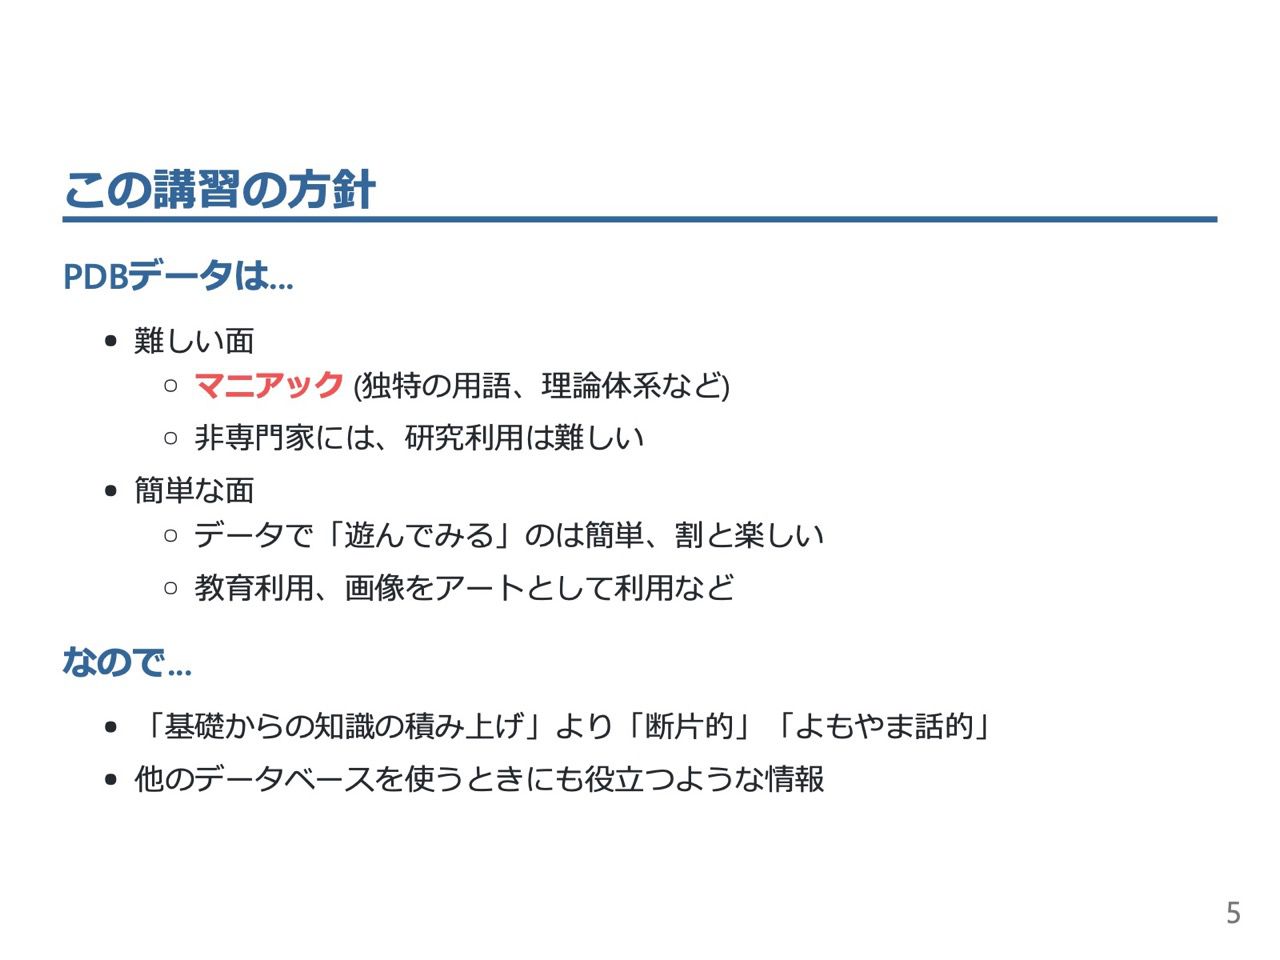 この講習の方針
PDBデータは...
• 難しい面
○ マニアック (独特の用語、理論体系など)
○ 非専門家には、研究利用は難しい
• 簡単な面
○ データで「遊んでみる」のは簡単、割と楽しい
○ 教育利用、画像をアートとして利用など
なので...
• 「基礎からの知識の積み上げ」より「断片的」「よもやま話的」
• 他のデータベースを使うときにも役立つような情報
5